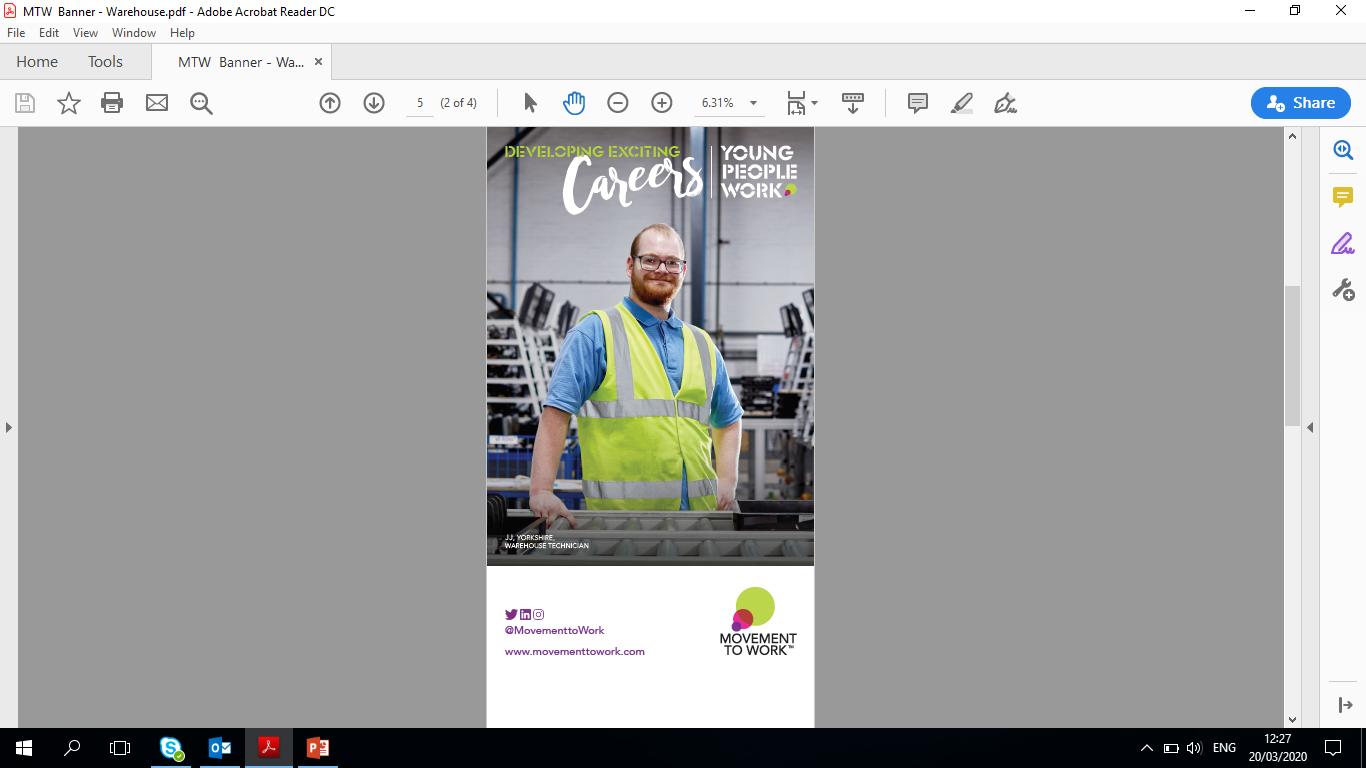 MTW  Banner - Warehouse.pdf - Adobe Acrobat Reader DC
File Edit View Window Help
Home Tools MTW  Banner - Wa... ×
5 (2 of 4) 6.31% Share
DEVELOPING EXCITING
Careers
YOUNG
PEOPLE
WORK
JJ, YORKSHIRE,
WAREHOUSE TECHNICIAN
@MovementtoWork
www.movementtowork.com
MOVEMENT
TO WORK™
ENG
12:27
20/03/2020